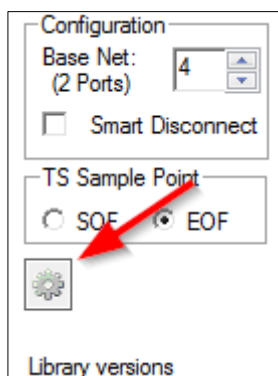 Configuration
Base Net:
(2 Ports)
4
Smart Disconnect
TS Sample Point
SOF
EOF
Library versions